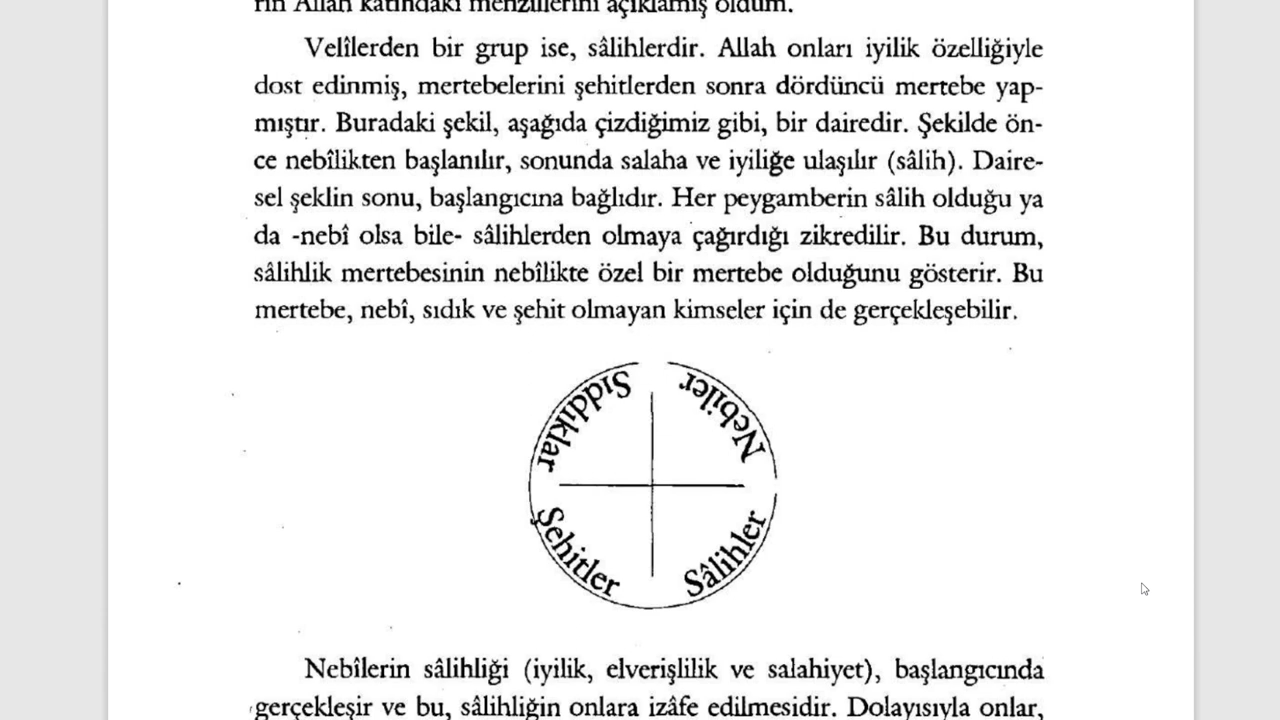 rin Allah katındaki menzillerini açıklamış oldum.
Velîlerden bir grup ise, sâlihlerdir. Allah onları iyilik özelliğiyle
dost edinmiş, mertebelerini şehitlerden sonra dördüncü mertebe yap-
mıştır. Buradaki şekil, aşağıda çizdiğimiz gibi, bir dairedir. Şekilde ön-
ce nebîlikten başlanılır, sonunda salaha ve iyiliğe ulaşılır (sâlih). Daire-
sel şeklin sonu, başlangıcına bağlıdır. Her peygamberin sâlih olduğu ya
da -nebî olsa bile- sâlihlerden olmaya çağırdığı zikredilir. Bu durum,
sâlihlik mertebesinin nebîlikte özel bir mertebe olduğunu gösterir. Bu
mertebe, nebî, sıdık ve şehit olmayan kimseler için de gerçekleşebilir.
Sıddıklar
Nebiler
Şehitler
Sâlihler
Nebîlerin sâlihliği (iyilik, elverişlilik ve salahiyet), başlangıcında
gerçekleşir ve bu, sâlihliğin onlara izâfe edilmesidir. Dolayısıyla onlar,